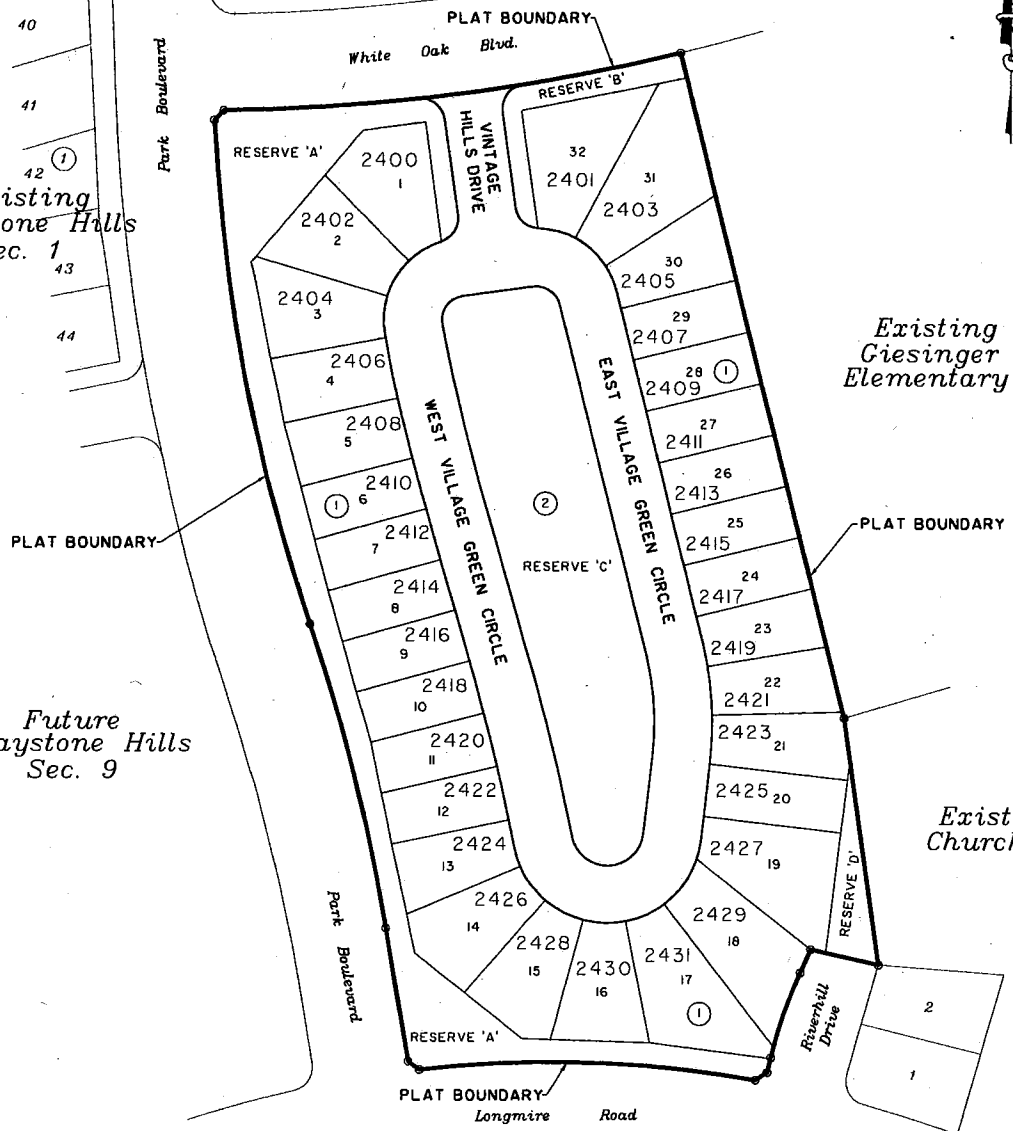 PLAT BOUNDARY
White Oak Blvd.
Park Boulevard
40
41
42
1
43
44
isting
one Hills
ec. 1
RESERVE 'A'
RESERVE 'B'
VINTAGE
HILLS DRIVE
2400
1
2402
2
2404
3
2406
4
2408
5
2410
1
6
2412
7
2414
8
2416
9
2418
10
2420
11
2422
12
2424
13
2426
14
2428
15
2430
16
2431
17
1
2429
18
2427
19
2425
20
2423
21
22
2421
23
2419
24
2417
25
2415
26
2413
27
2411
28
1
2409
29
2407
30
2405
31
2403
32
2401
WEST VILLAGE GREEN CIRCLE
EAST VILLAGE GREEN CIRCLE
2
RESERVE 'C'
Existing
Giesinger
Elementary
PLAT BOUNDARY
PLAT BOUNDARY
Future
aystone Hills
Sec. 9
Exist
Church
RESERVE 'D'
Park Boulevard
RESERVE 'A'
Riverhill
Drive
2
1
PLAT BOUNDARY
Longmire Road